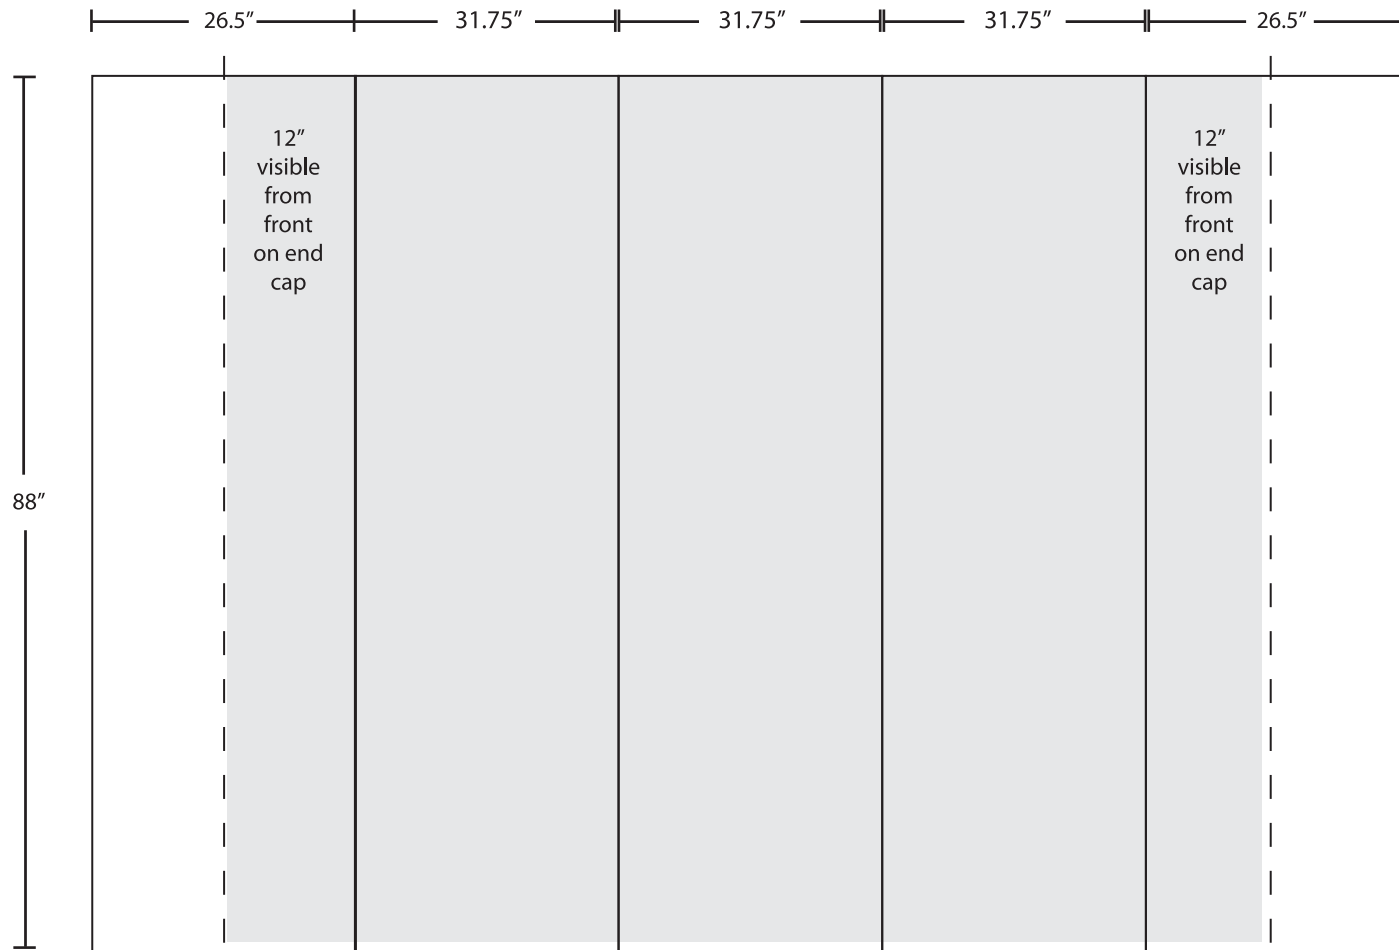 26.5″ 31.75″ 31.75″ 31.75″ 26.5″
12″
visible
from
front
on end
cap
12″
visible
from
front
on end
cap
88″